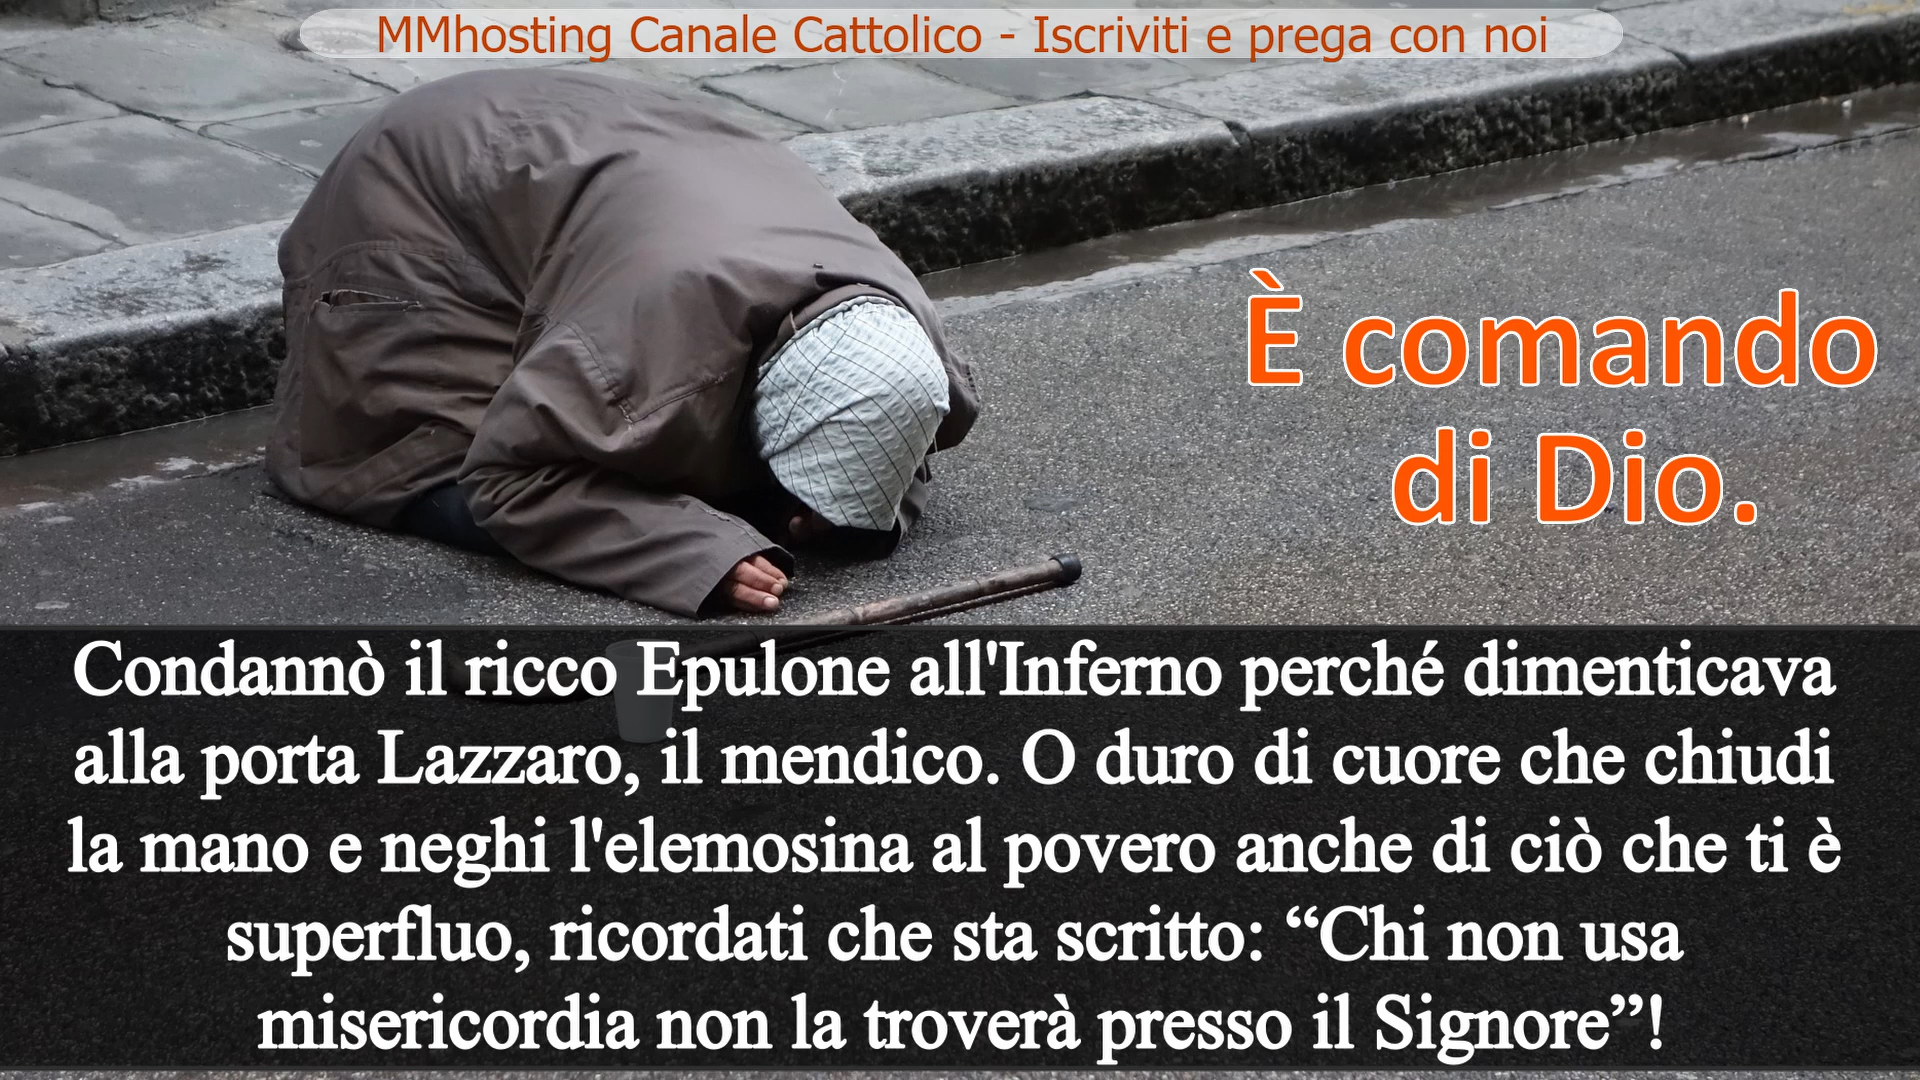 MMhosting Canale Cattolico - Iscriviti e prega con noi
È comando
di Dio.
Condannò il ricco Epulone all'Inferno perché dimenticava
alla porta Lazzaro, il mendico. O duro di cuore che chiudi
la mano e neghi l'elemosina al povero anche di ciò che ti è
superfluo, ricordati che sta scritto: “Chi non usa
misericordia non la troverà presso il Signore”!